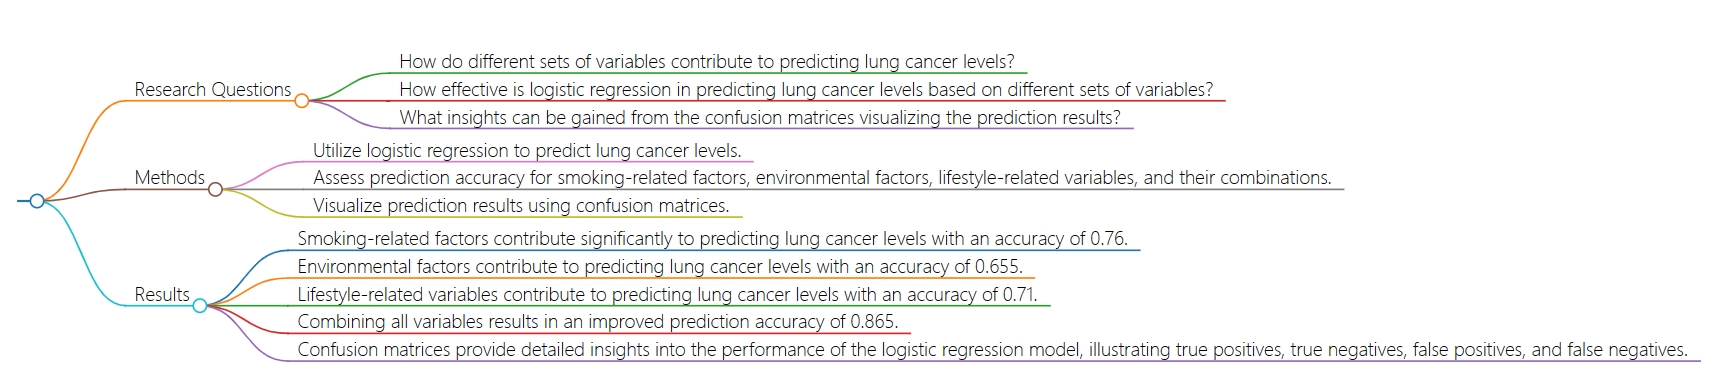 Research Questions
How do different sets of variables contribute to predicting lung cancer levels?
How effective is logistic regression in predicting lung cancer levels based on different sets of variables?
What insights can be gained from the confusion matrices visualizing the prediction results?
Methods
Utilize logistic regression to predict lung cancer levels.
Assess prediction accuracy for smoking-related factors, environmental factors, lifestyle-related variables, and their combinations.
Visualize prediction results using confusion matrices.
Results
Smoking-related factors contribute significantly to predicting lung cancer levels with an accuracy of 0.76.
Environmental factors contribute to predicting lung cancer levels with an accuracy of 0.655.
Lifestyle-related variables contribute to predicting lung cancer levels with an accuracy of 0.71.
Combining all variables results in an improved prediction accuracy of 0.865.
Confusion matrices provide detailed insights into the performance of the logistic regression model, illustrating true positives, true negatives, false positives, and false negatives.